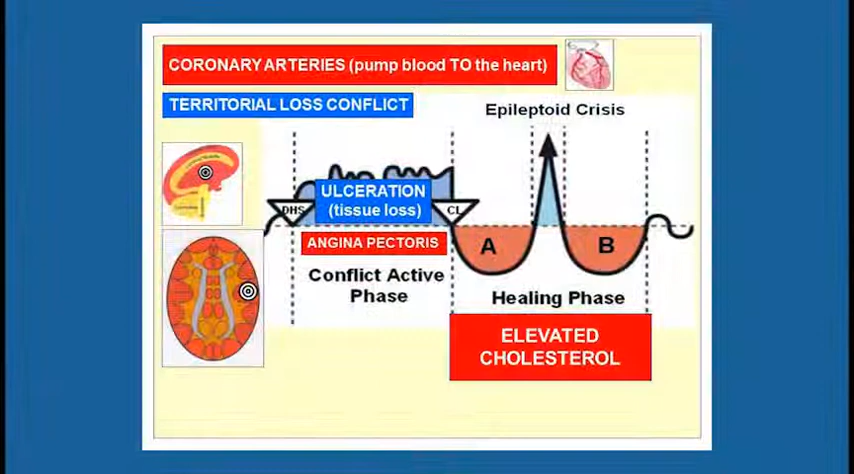 CORONARY ARTERIES (pump blood TO the heart)
TERRITORIAL LOSS CONFLICT
Epileptoid Crisis
ULCERATION
(tissue loss)
DHS
CL
ANGINA PECTORIS
A
B
Conflict Active
Phase
Healing Phase
ELEVATED
CHOLESTEROL